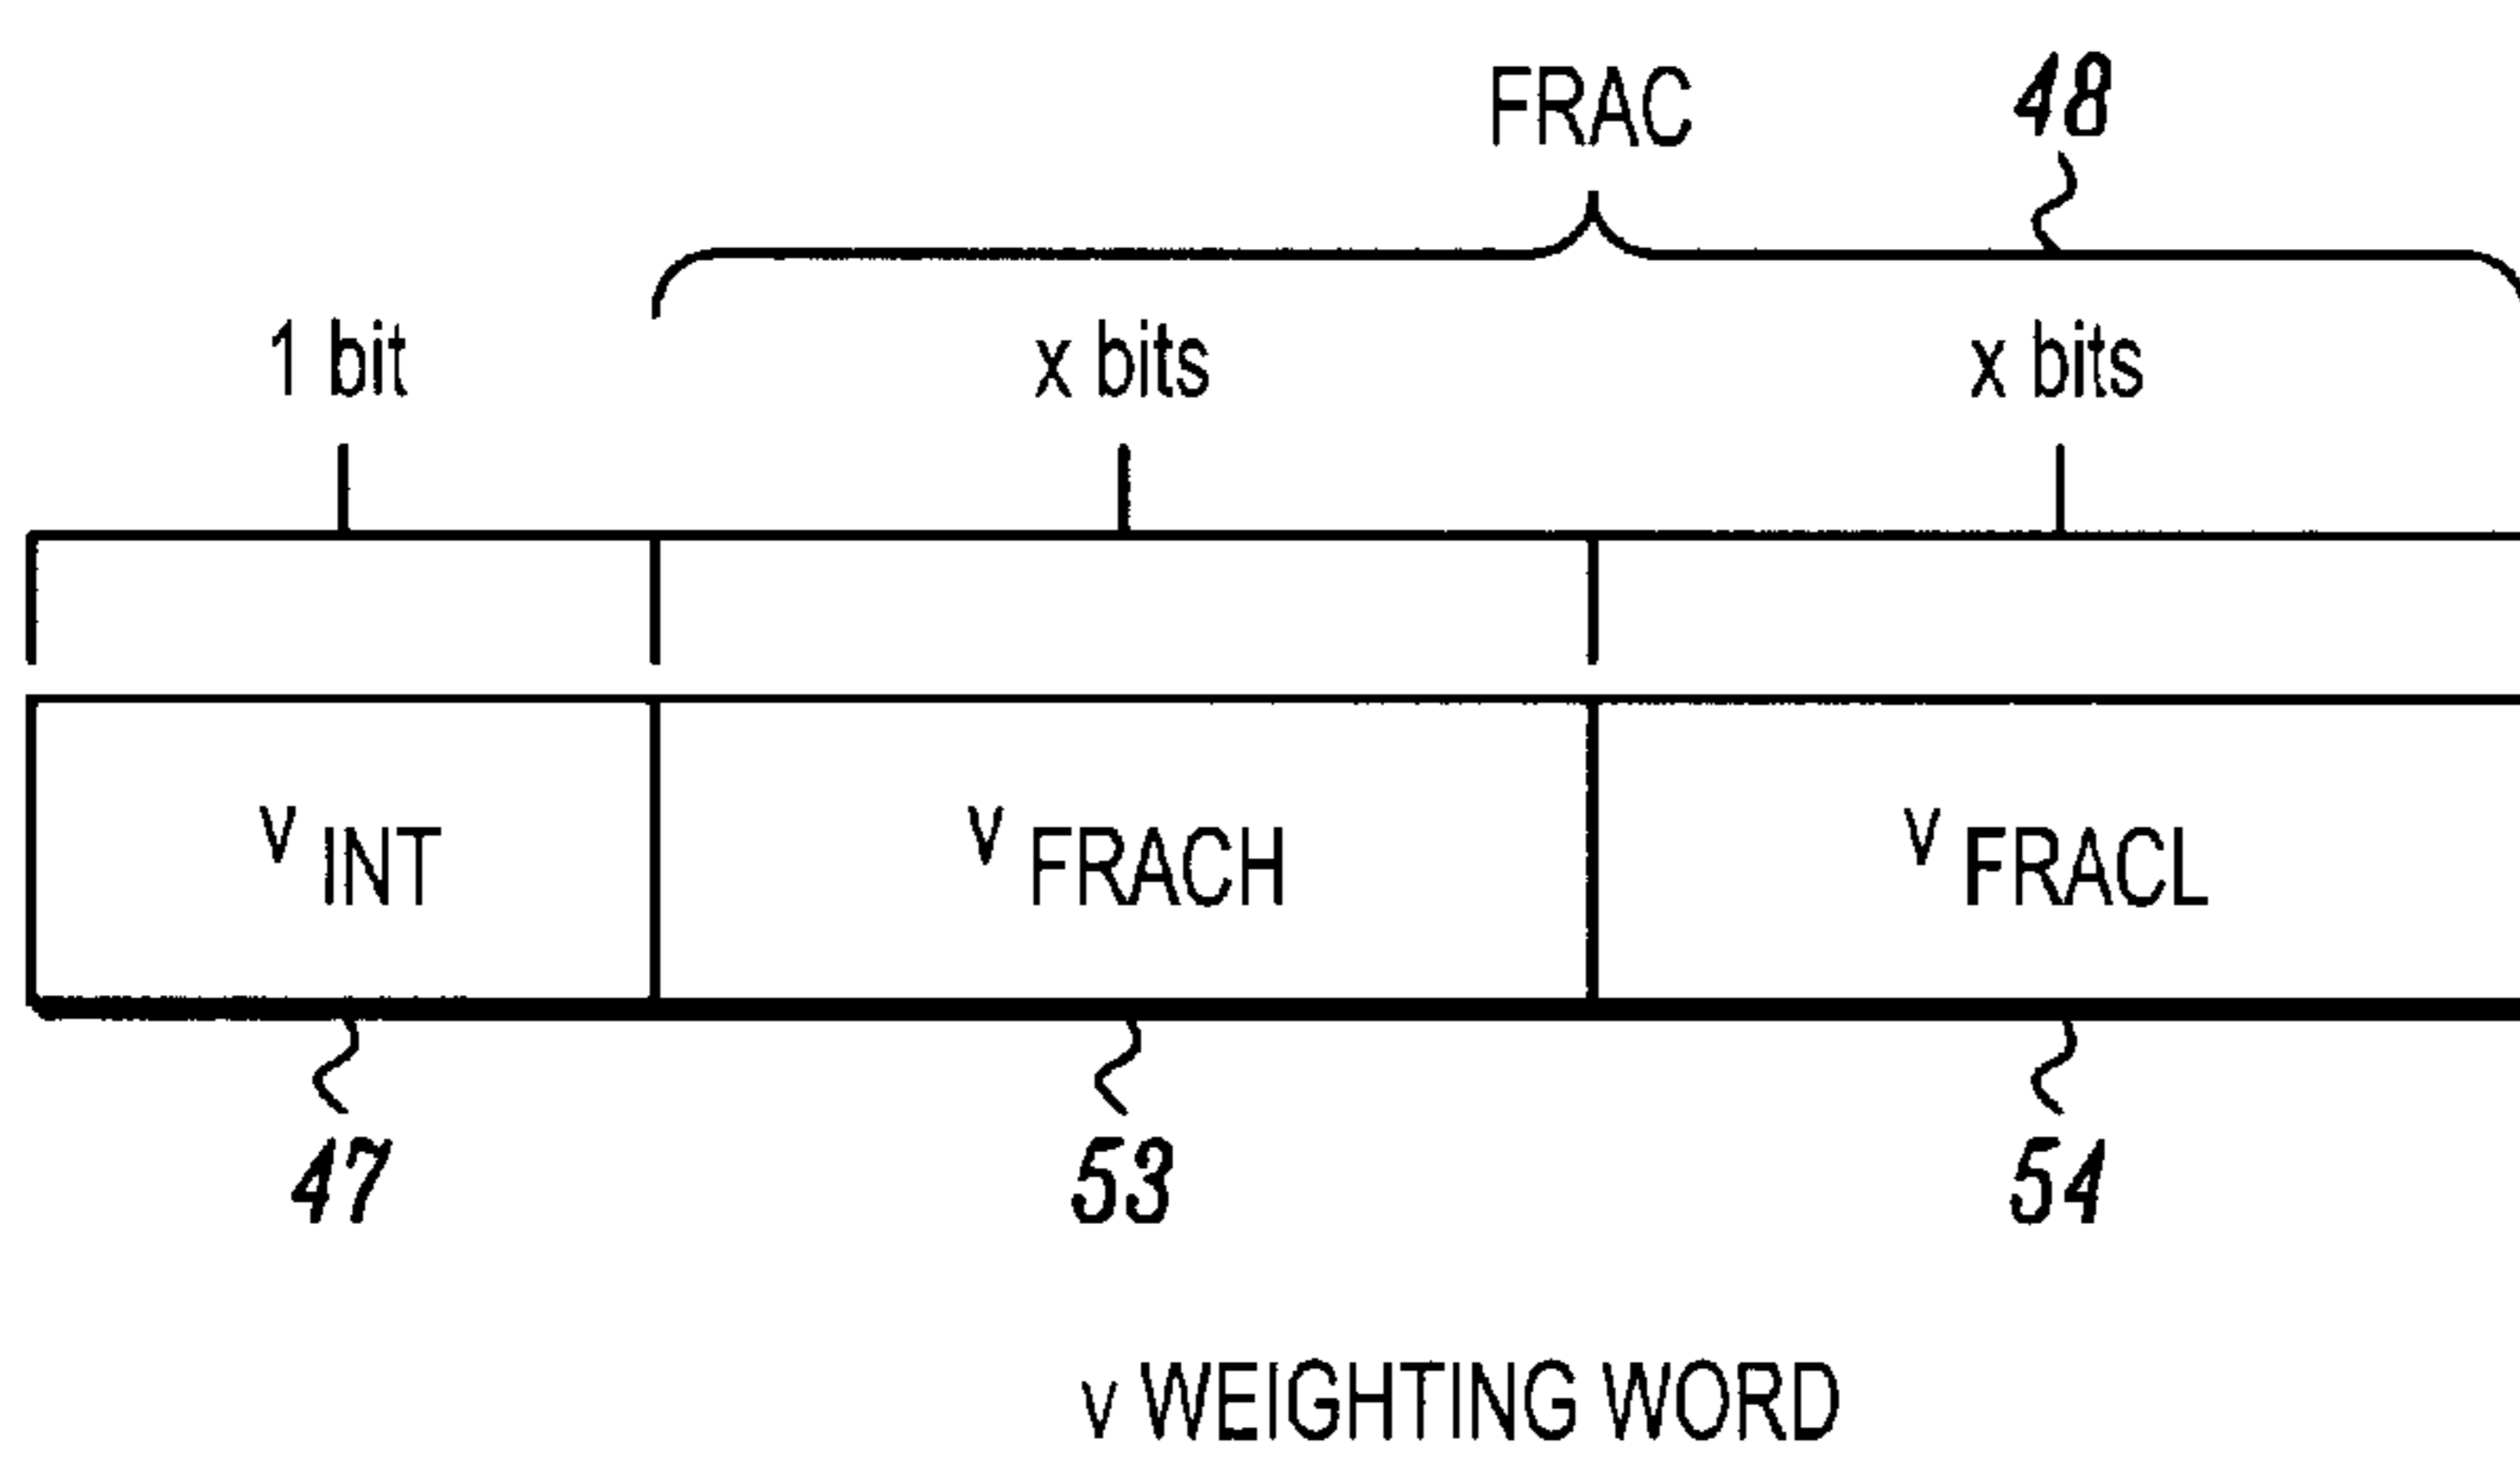 FRAC 48
1 bit x bits x bits
v INT v FRACH v FRACL
47 53 54
v WEIGHTING WORD